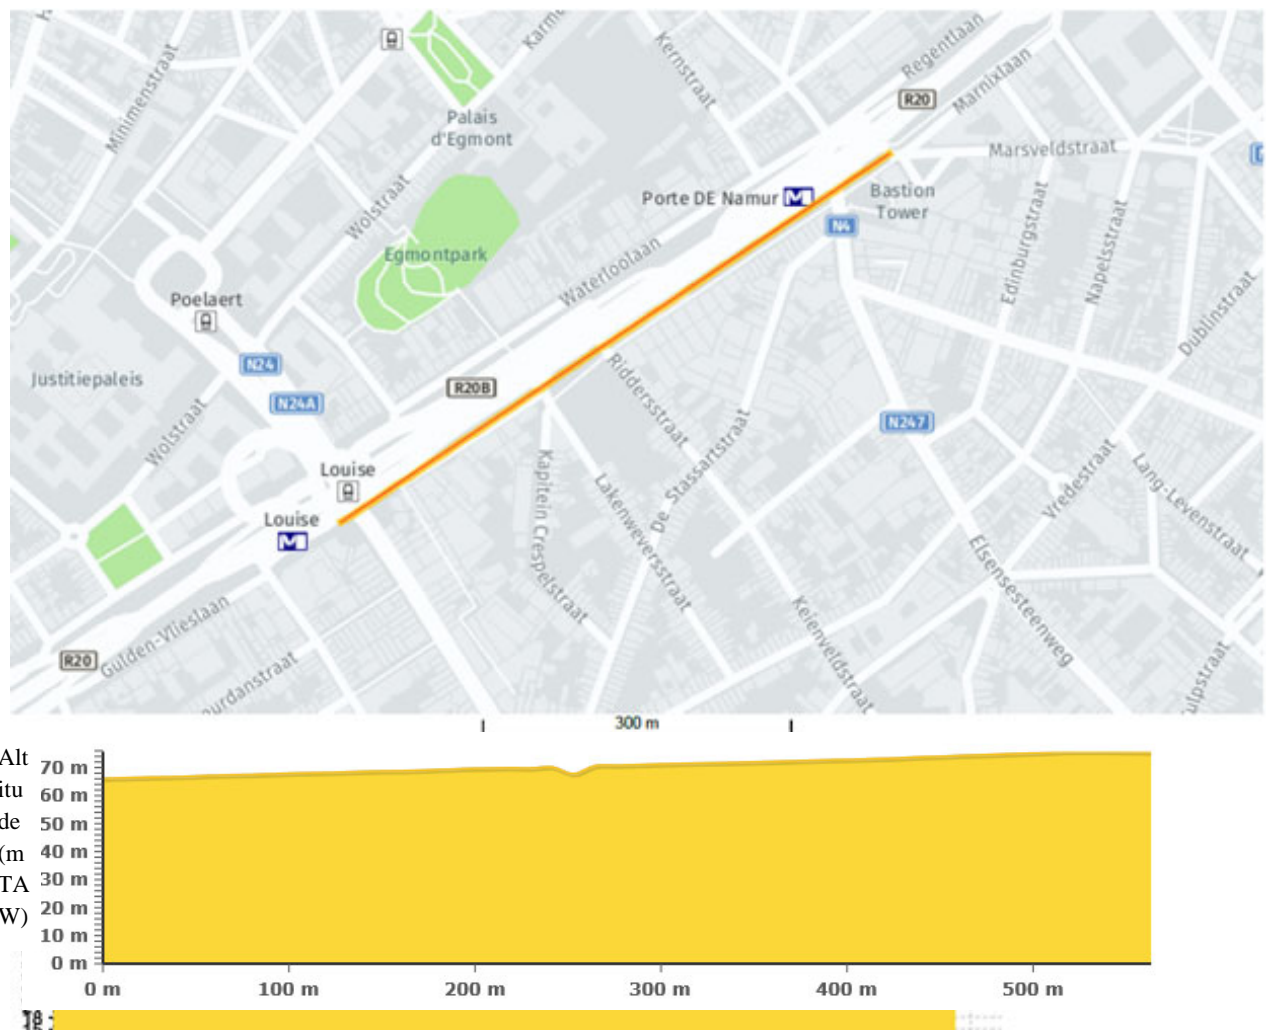 Minimenstraat
Karme
Kernstraat
Regentlaan
Marnixlaan
R20
Palais
d'Egmont
Marsveldstraat
Wolstraat
Porte DE Namur
Bastion
Tower
N4
Egmontpark
Waterloolaan
Edinburgstraat
Napelsstraat
Dublinstraat
Poelaert
N24
Justitiepaleis
N24A
R20B
Riddersstraat
N247
Wolstraat
De Stassartstraat
Louise
Kapitein Crespelstraat
Lakenweversstraat
Vredestraat
Lang-Levenstraat
Louise
M
Elsensesteenweg
Gulden-Vlieslaan
Keienveldstraat
R20
ourdanstraat
ulpstraat
300 m
Alt
itu
de
(m
TA
W)
70 m
60 m
50 m
40 m
30 m
20 m
10 m
0 m
0 m 100 m 200 m 300 m 400 m 500 m